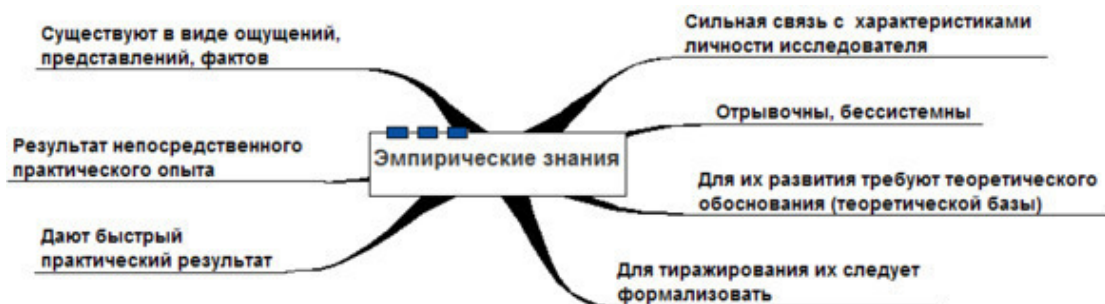 Существуют в виде ощущений,
представлений, фактов
Результат непосредственного
практического опыта
Дают быстрый
практический результат
Эмпирические знания
Сильная связь с характеристиками
личности исследователя
Отрывочны, бессистемны
Для их развития требуют теоретического
обоснования (теоретической базы)
Для тиражирования их следует
формализовать